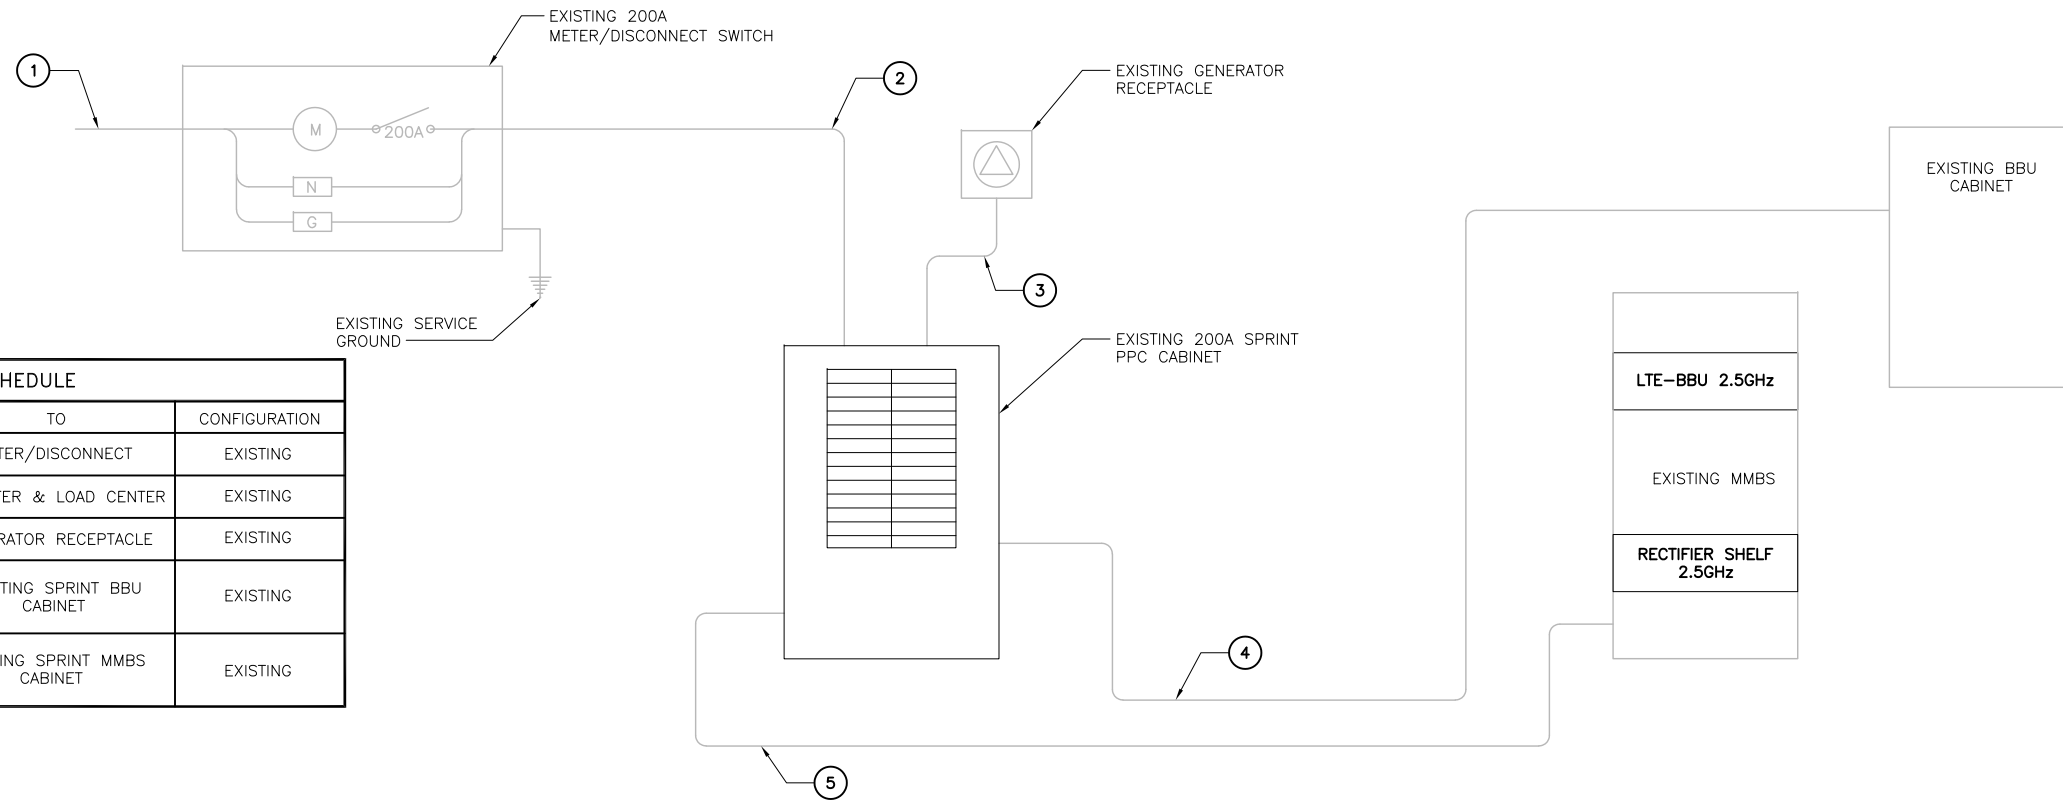 EXISTING 200A
METER/DISCONNECT SWITCH
1
2
EXISTING GENERATOR
RECEPTACLE
M
200A
N
G
EXISTING BBU
CABINET
3
EXISTING SERVICE
GROUND
EXISTING 200A SPRINT
PPC CABINET
LTE-BBU 2.5GHz
EXISTING MMBS
RECTIFIER SHELF
2.5GHz
4
5
HEDULE
TO CONFIGURATION
TER/DISCONNECT EXISTING
TER & LOAD CENTER EXISTING
RATOR RECEPTACLE EXISTING
TING SPRINT BBU
CABINET
EXISTING
ING SPRINT MMBS
CABINET
EXISTING